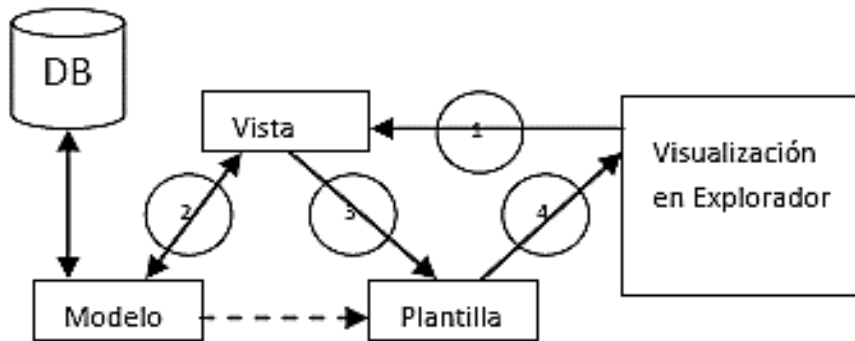 DB
Vista
1
Visualización
en Explorador
2
3
4
Modelo
Plantilla